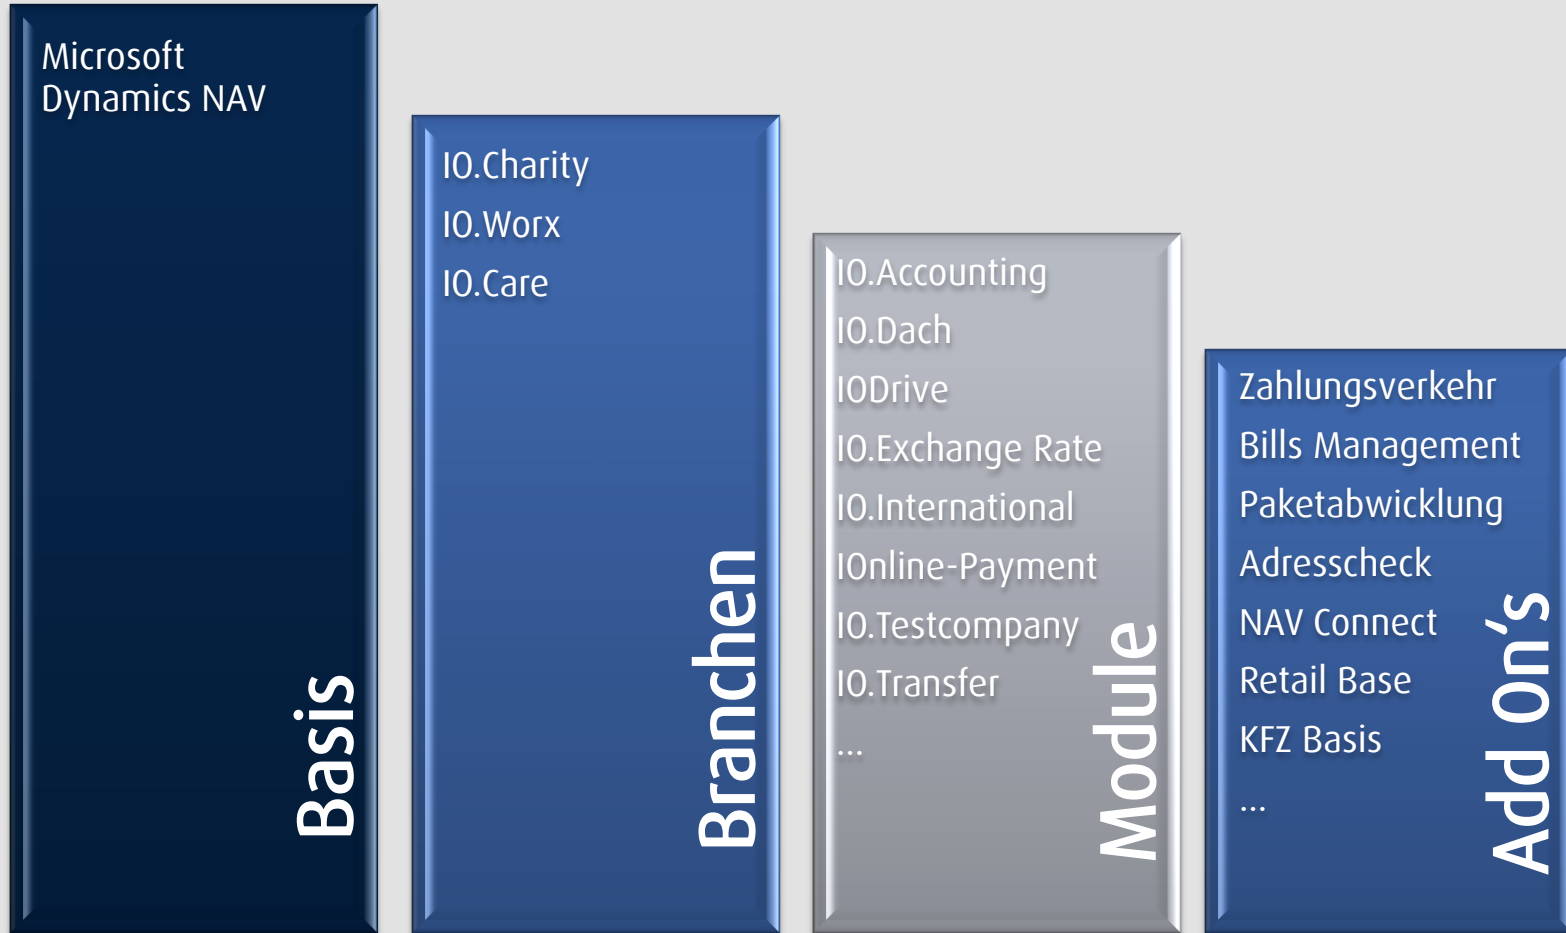 Microsoft
Dynamics NAV
Basis
IO.Charity
IO.Worx
IO.Care
Branchen
IO.Accounting
IO.Dach
IODrive
IO.Exchange Rate
IO.International
IOnline-Payment
IO.Testcompany
IO.Transfer
...
Module
Zahlungsverkehr
Bills Management
Paketabwicklung
Adresscheck
NAV Connect
Retail Base
KFZ Basis
...
Add On’s